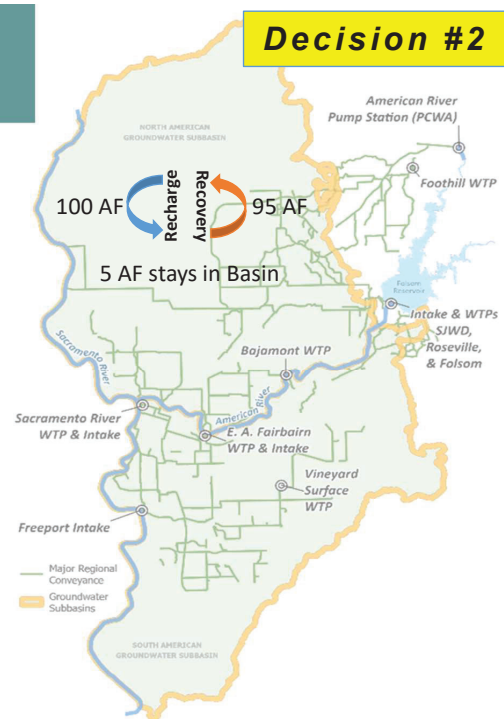 Decision #2
American River
Pump Station (PCWA)
NORTH AMERICAN
GROUNDWATER SUBBASIN
Foothill WTP
100 AF
Recharge
Recovery
95 AF
5 AF stays in Basin
Folsom
Reservoir
Intake & WTPs
SJWD,
Roseville,
& Folsom
Sacramento
River
Bajamont WTP
American River
Sacramento River
WTP & Intake
E. A. Fairbairn
WTP & Intake
Vineyard
Surface
WTP
Freeport Intake
Major Regional
Conveyance
Groundwater
Subbasins
SOUTH AMERICAN
GROUNDWATER SUBBASIN